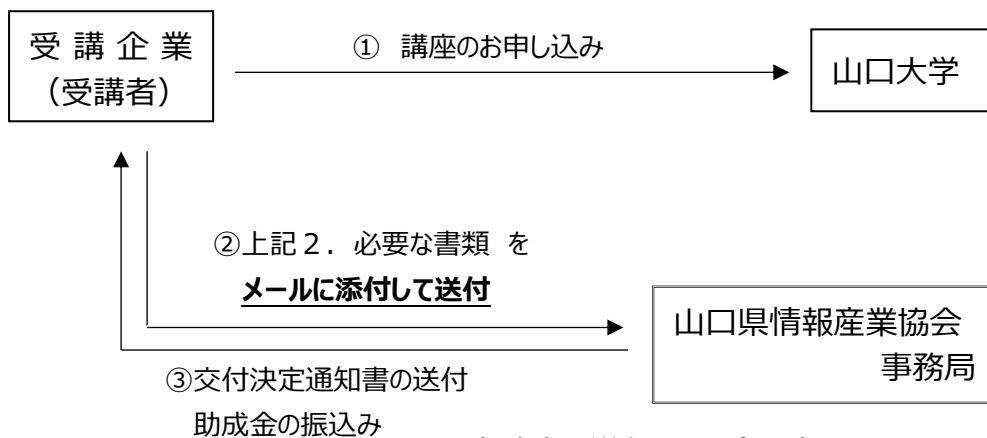 受 講 企 業
（受講者）
① 講座のお申し込み
山口大学
②上記２．必要な書類 を
メールに添付して送付
山口県情報産業協会
事務局
③交付決定通知書の送付
助成金の振込み